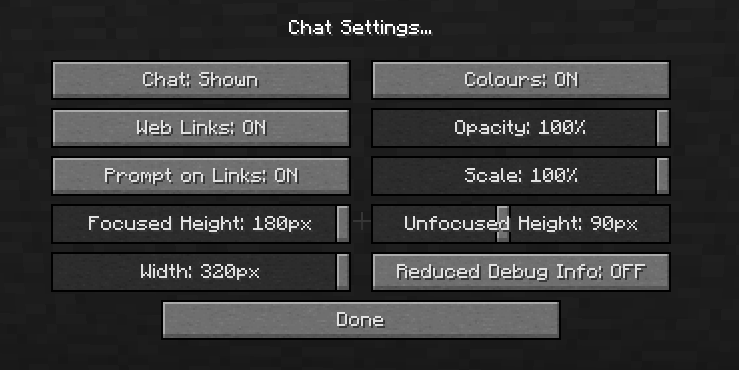 Chat Settings...
Chat: Shown
Colours: ON
Web Links: ON
Opacity: 100%
Prompt on Links: ON
Scale: 100%
Focused Height: 180px
Unfocused Height: 90px
Width: 320px
Reduced Debug Info: OFF
Done